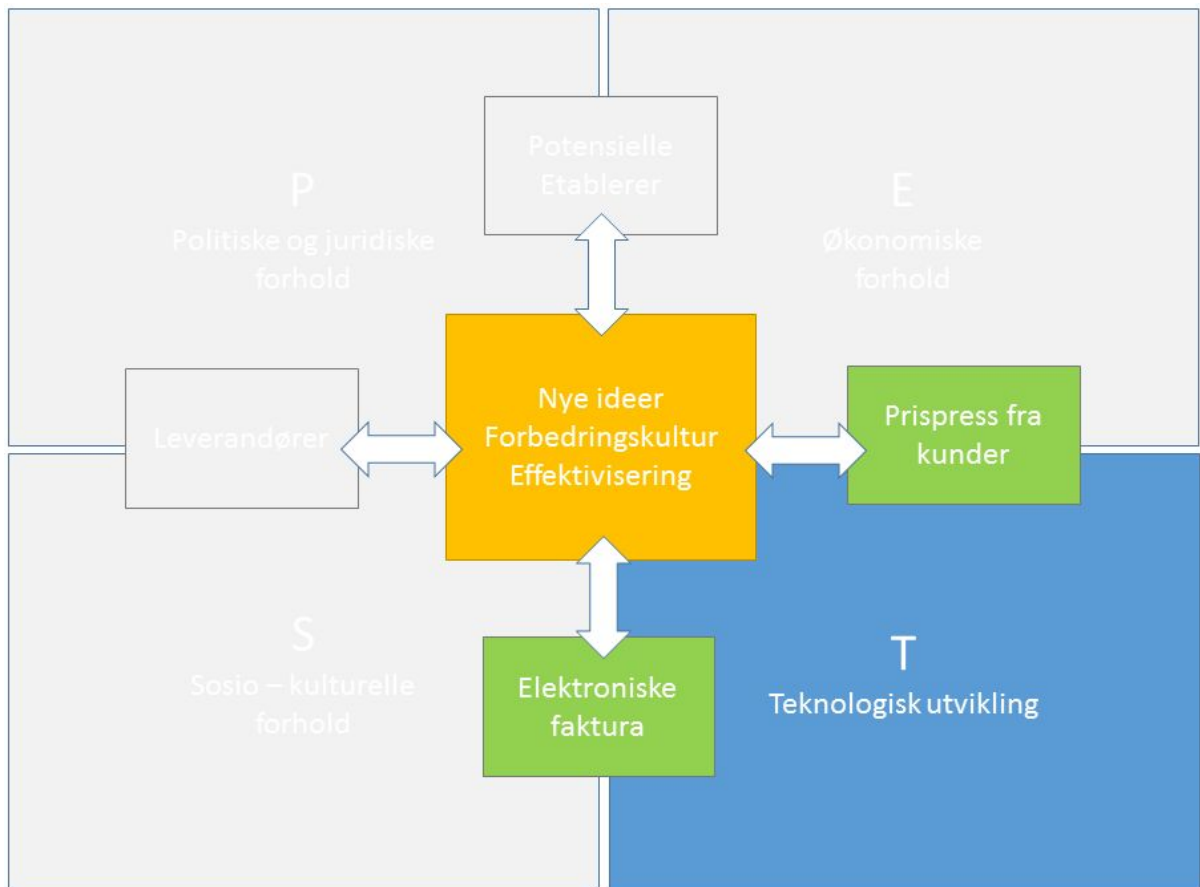 Potensielle
Etablerer
P
Politiske og juridiske
forhold
E
Økonomiske
forhold
Leverandører
Nye ideer
Forbedringskultur
Effektivisering
Prispress fra
kunder
S
Sosio – kulturelle
forhold
Elektroniske
faktura
T
Teknologisk utvikling